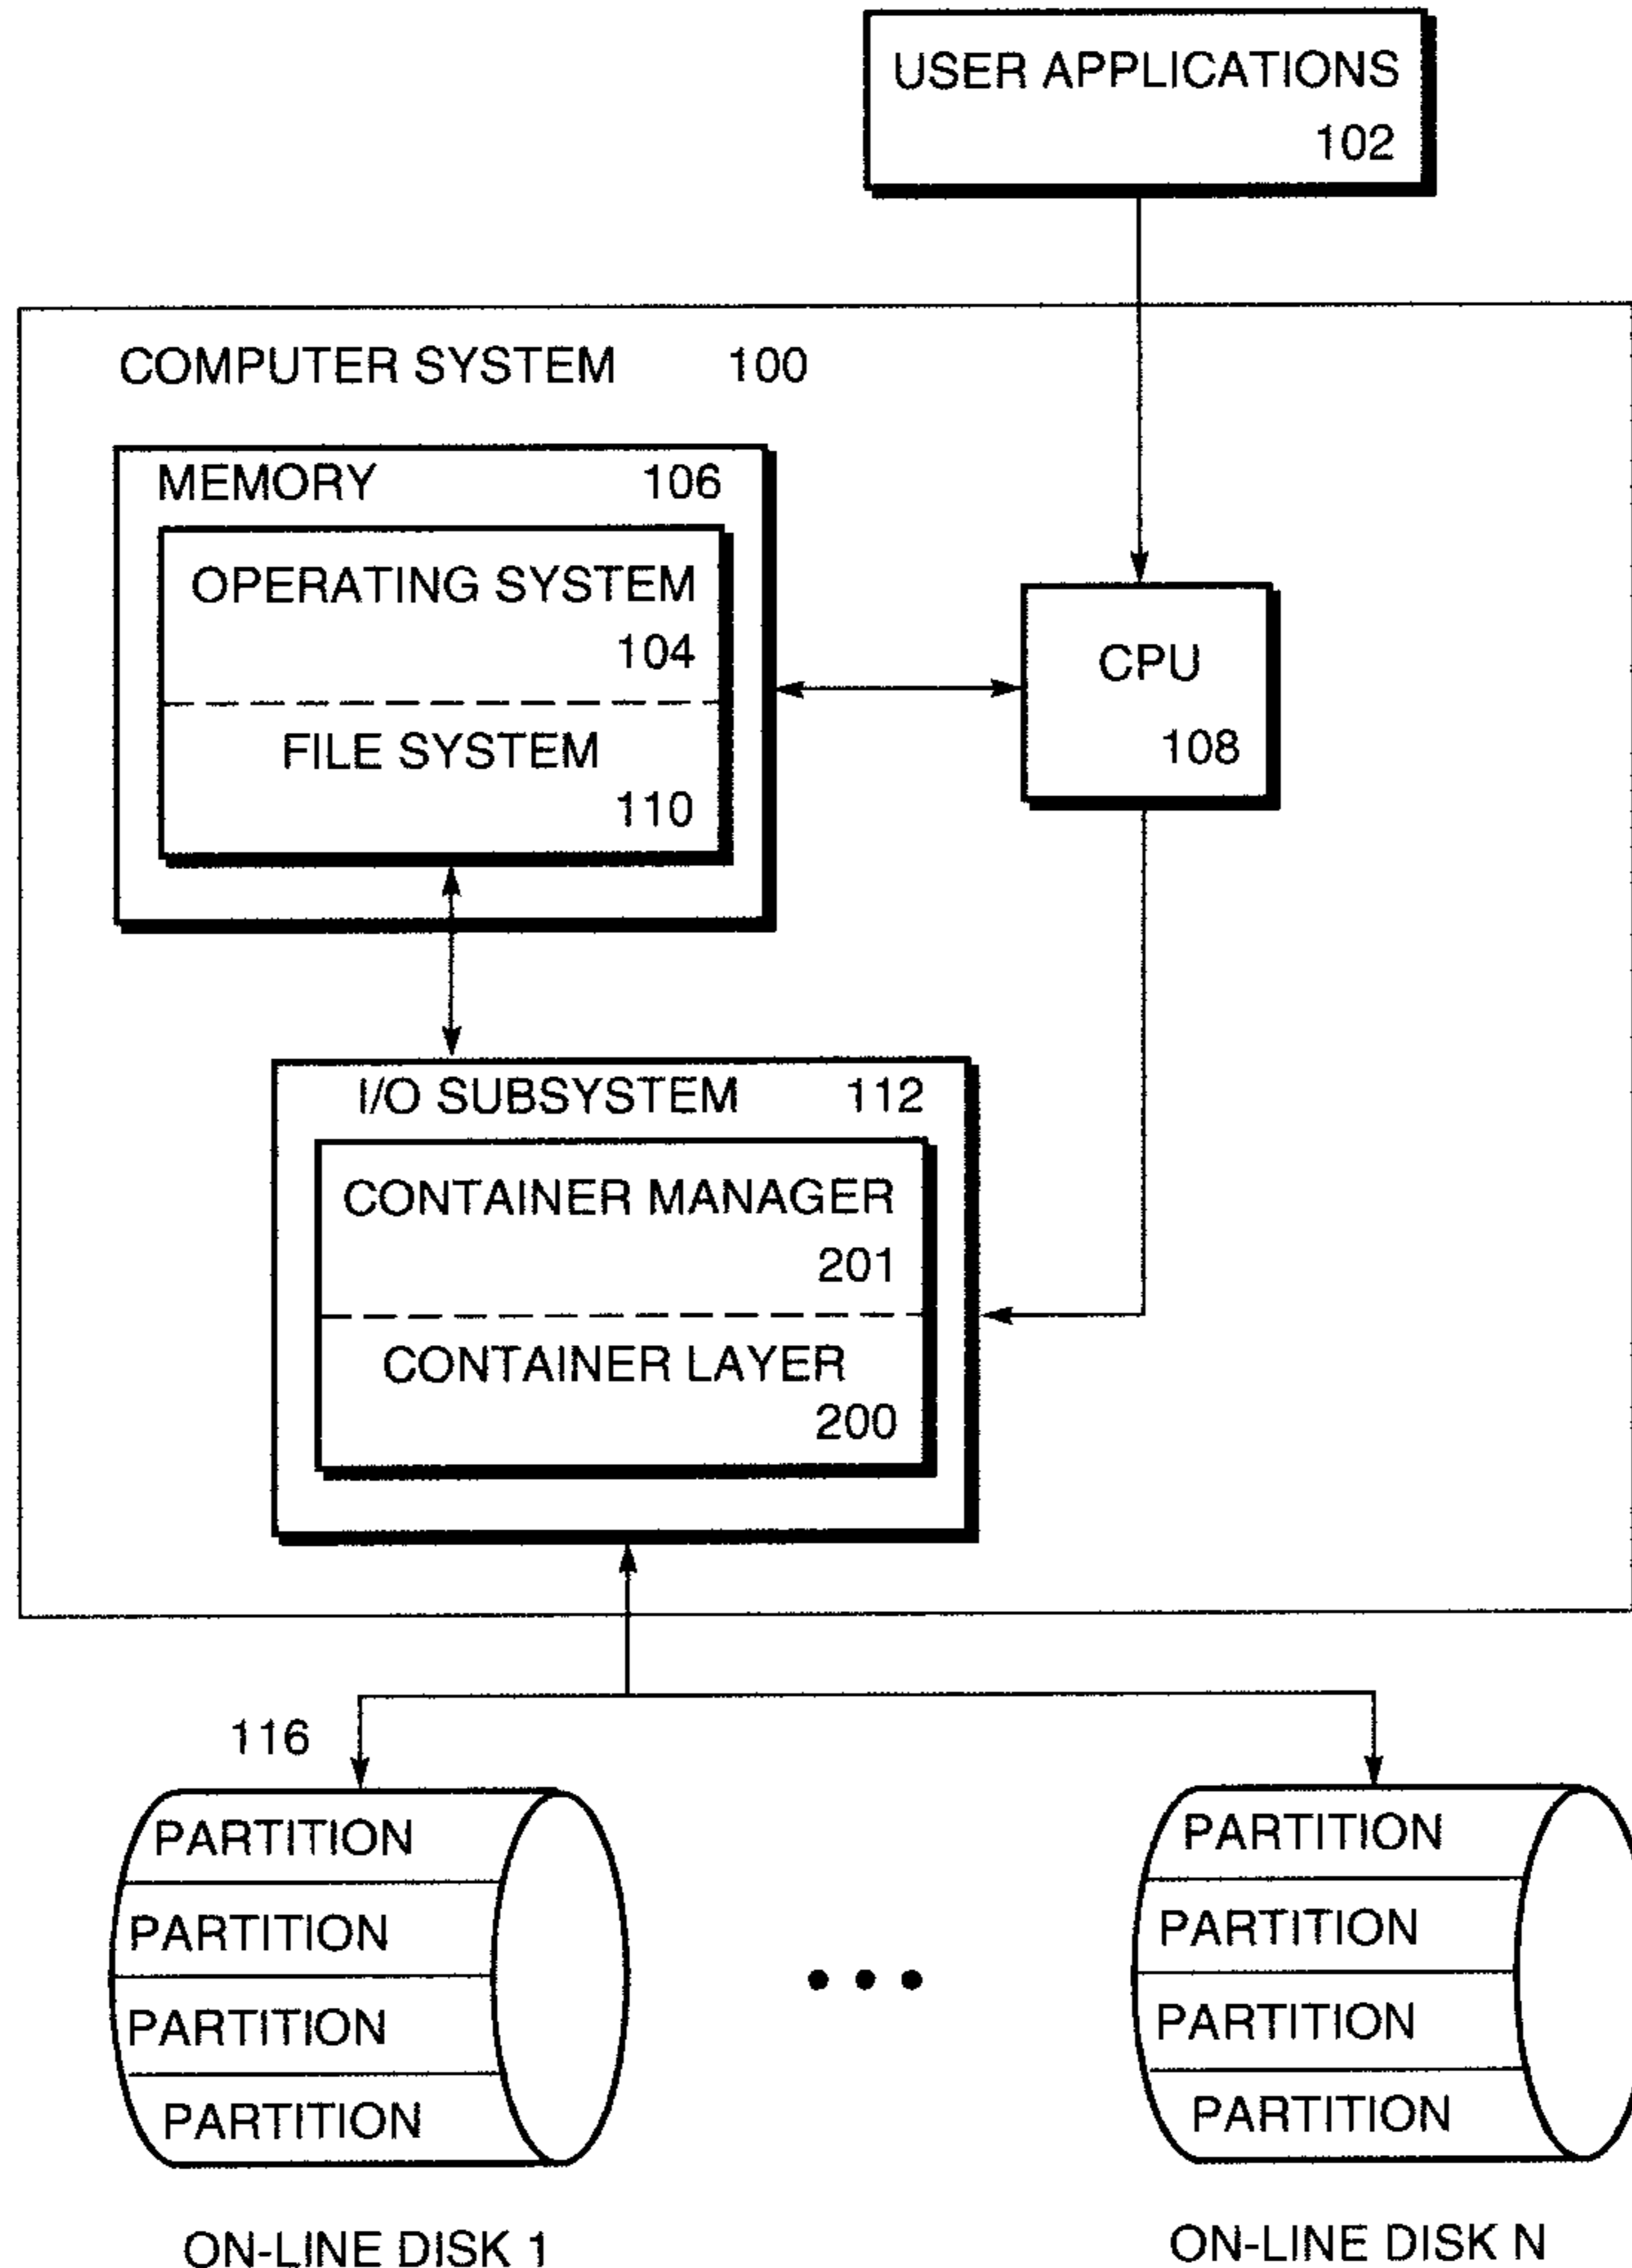 USER APPLICATIONS
102
COMPUTER SYSTEM 100
MEMORY 106
OPERATING SYSTEM
104
FILE SYSTEM
110
CPU
108
I/O SUBSYSTEM 112
CONTAINER MANAGER
201
CONTAINER LAYER
200
116
PARTITION
PARTITION
PARTITION
PARTITION
ON-LINE DISK 1
PARTITION
PARTITION
PARTITION
PARTITION
ON-LINE DISK N